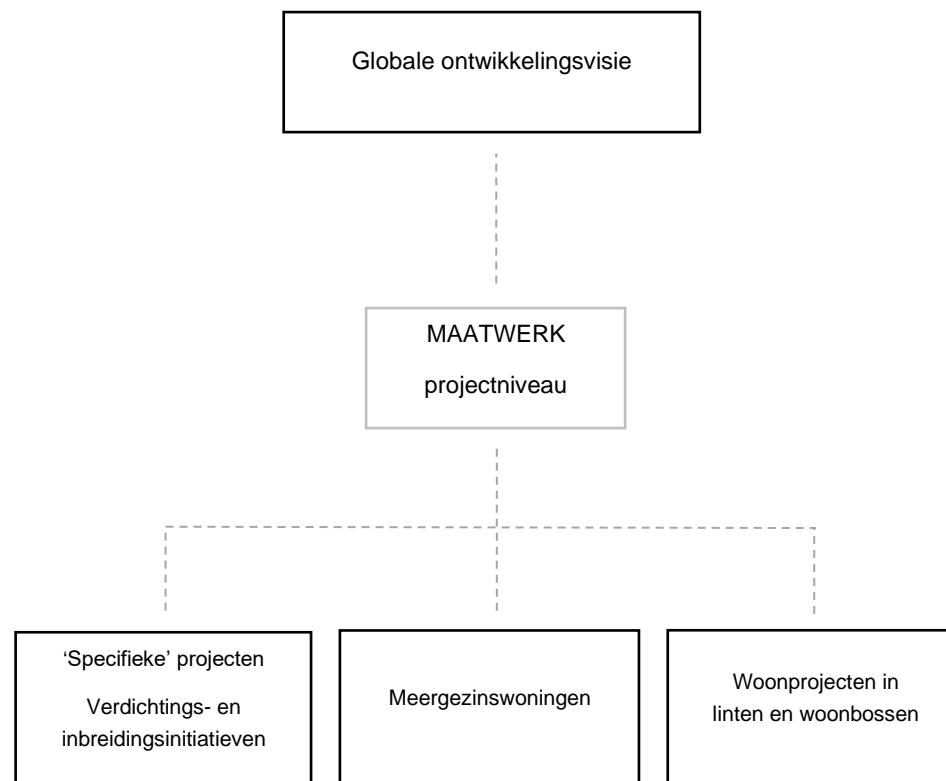 Globale ontwikkelingsvisie
MAATWERK
projectniveau
‘Specifieke’ projecten
Verdichtings- en
inbreidingsinitiatieven
Meergezinswoningen
Woonprojecten in
linten en woonbossen